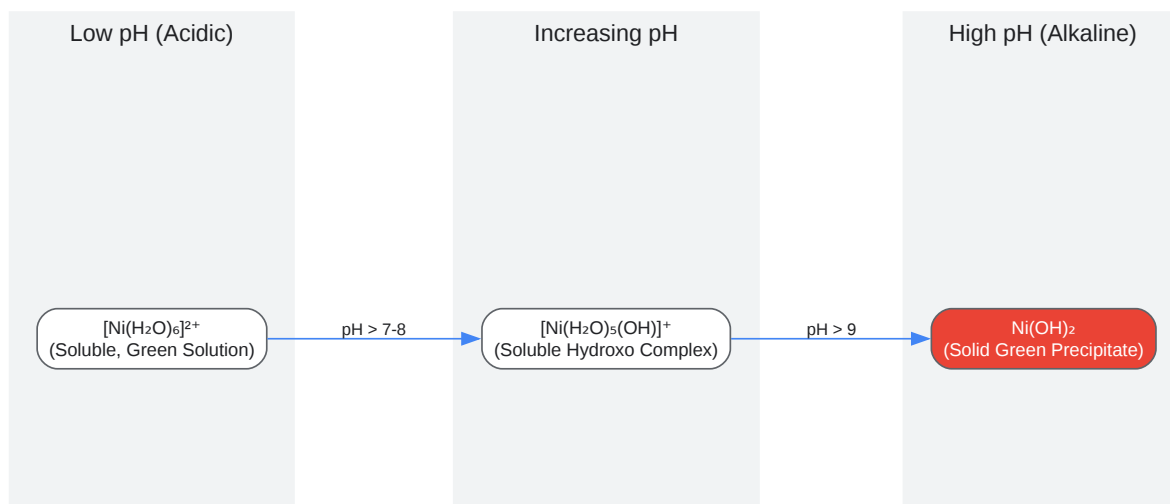 Low pH (Acidic)
Increasing pH
High pH (Alkaline)
[Ni(H₂O)₆]²⁺
(Soluble, Green Solution)
pH > 7-8
[Ni(H₂O)₅(OH)]⁺
(Soluble Hydroxo Complex)
pH > 9
Ni(OH)₂
(Solid Green Precipitate)